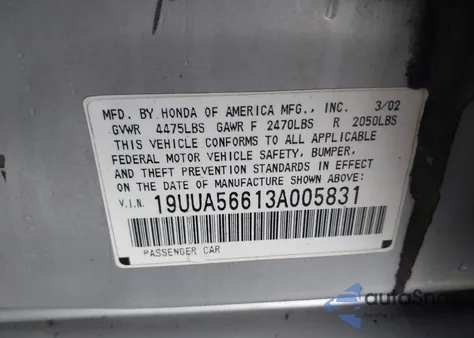 MFD. BY HONDA OF AMERICA MFG., INC. 3/02
GVWR 4475LBS GAWR F 2470LBS R 2050LBS
THIS VEHICLE CONFORMS TO ALL APPLICABLE
FEDERAL MOTOR VEHICLE SAFETY, BUMPER,
AND THEFT PREVENTION STANDARDS IN EFFECT
ON THE DATE OF MANUFACTURE SHOWN ABOVE.
V.I.N. 19UUA56613A005831
PASSENGER CAR
autoSnap